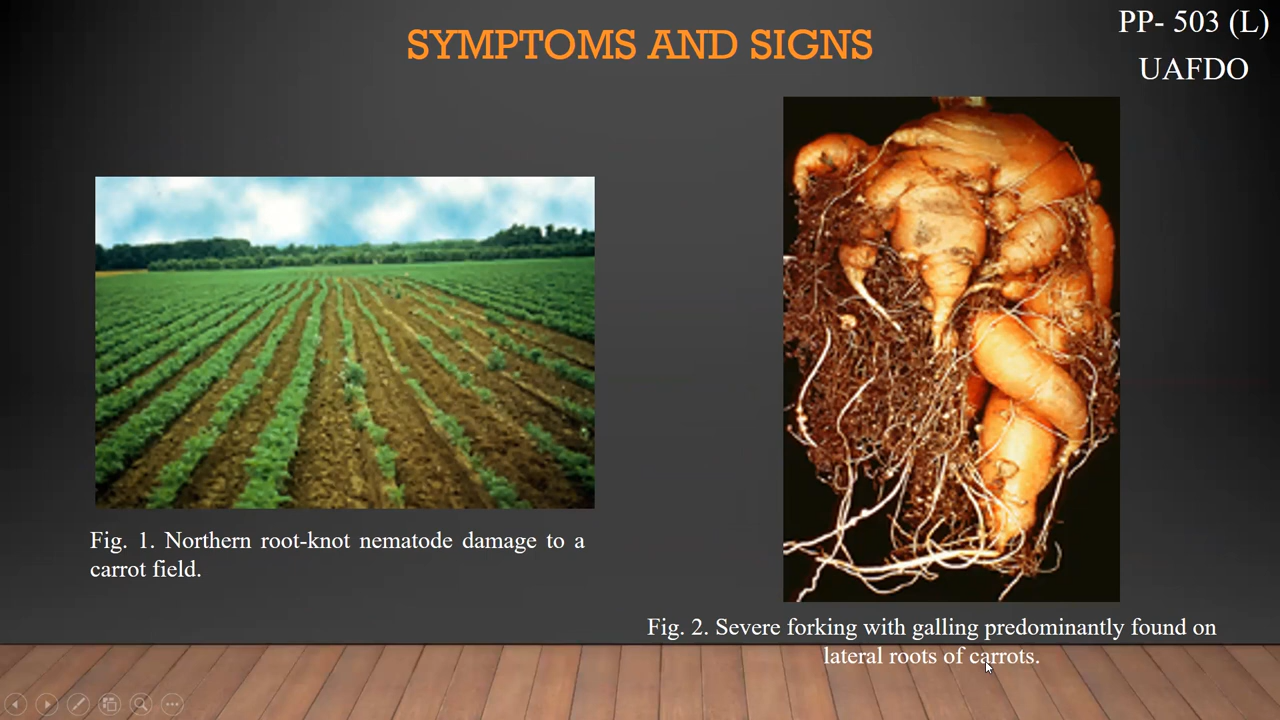 SYMPTOMS AND SIGNS
PP- 503 (L)
UAFDO
Fig. 1. Northern root-knot nematode damage to a
carrot field.
Fig. 2. Severe forking with galling predominantly found on
lateral roots of carrots.